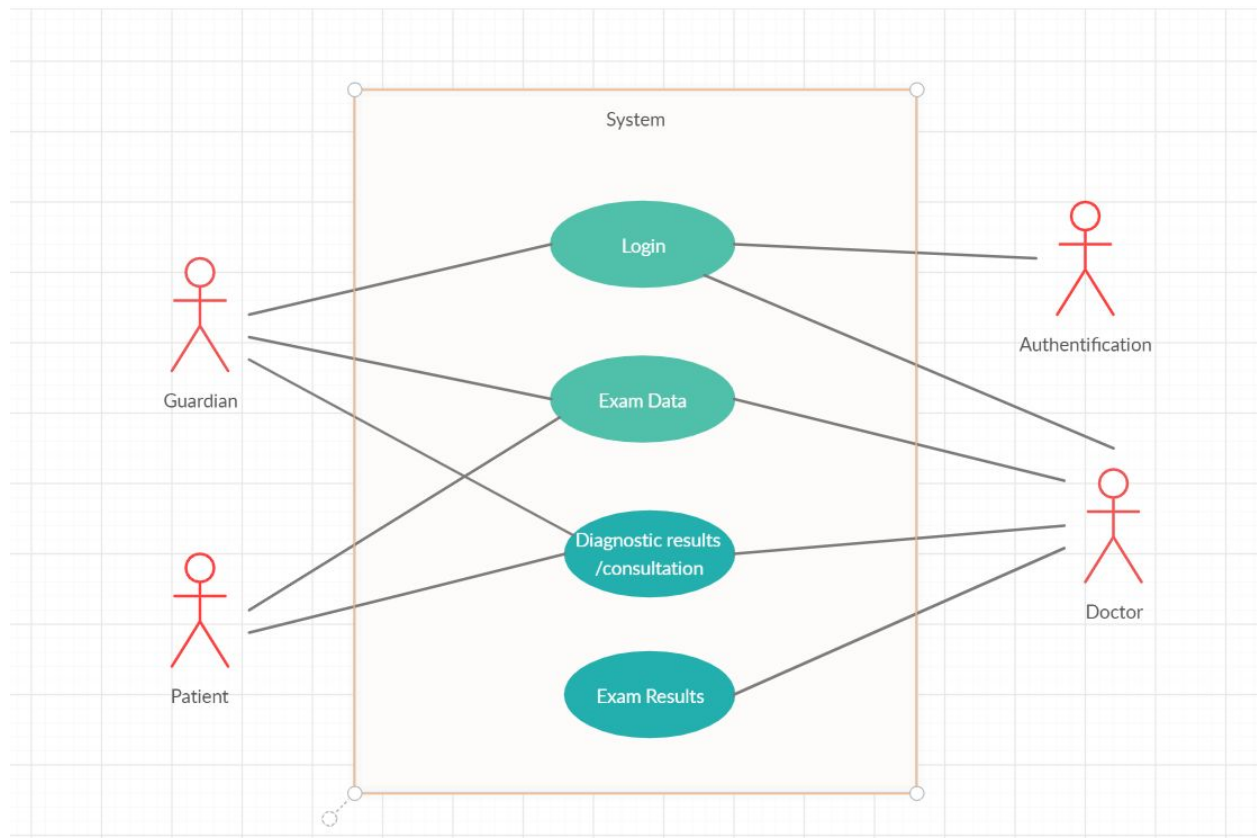 System
Login
Authentification
Guardian
Exam Data
Diagnostic results
/consultation
Doctor
Patient
Exam Results